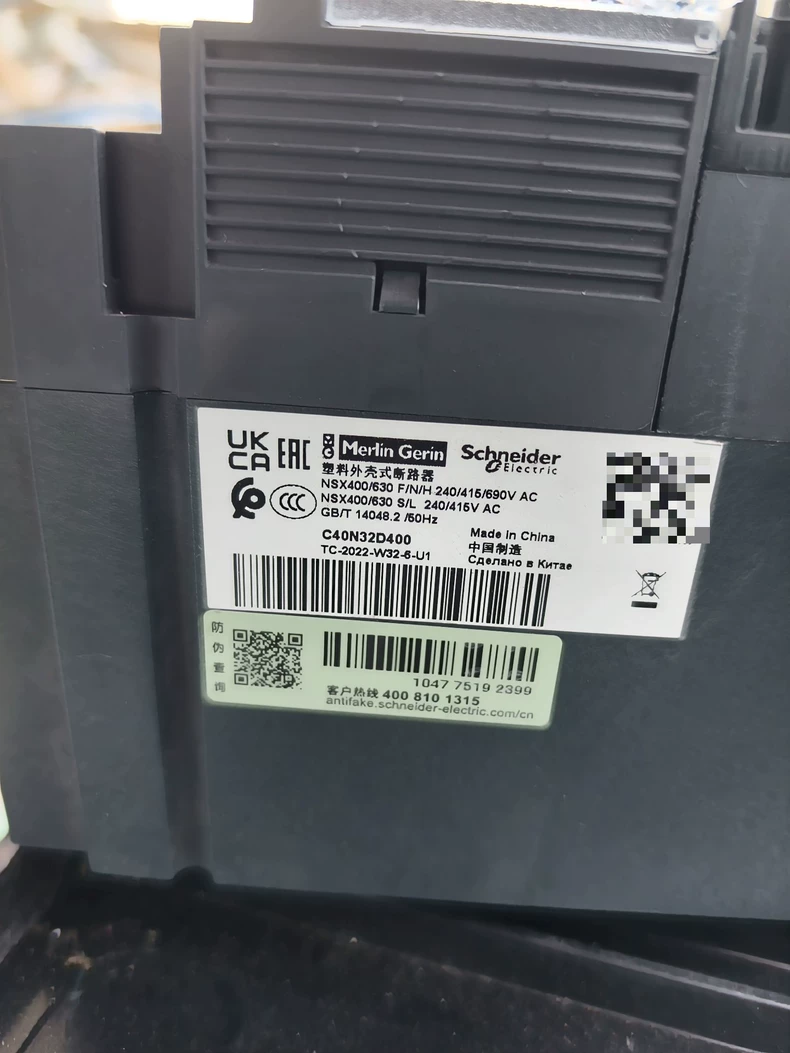 UK
CA
EAC
Merlin Gerin
Schneider
Electric
塑料外壳式断路器
NSX400/630 F/N/H 240/415/690V AC
NSX400/630 S/L 240/415V AC
GB/T 14048.2 /50Hz
CCC
C40N32D400
TC-2022-W32-6-U1
Made in China
中国制造
Сделано в Китае
防伪查询
1047 7519 2399
客户热线 400 810 1315
antifake.schneider-electric.com/cn